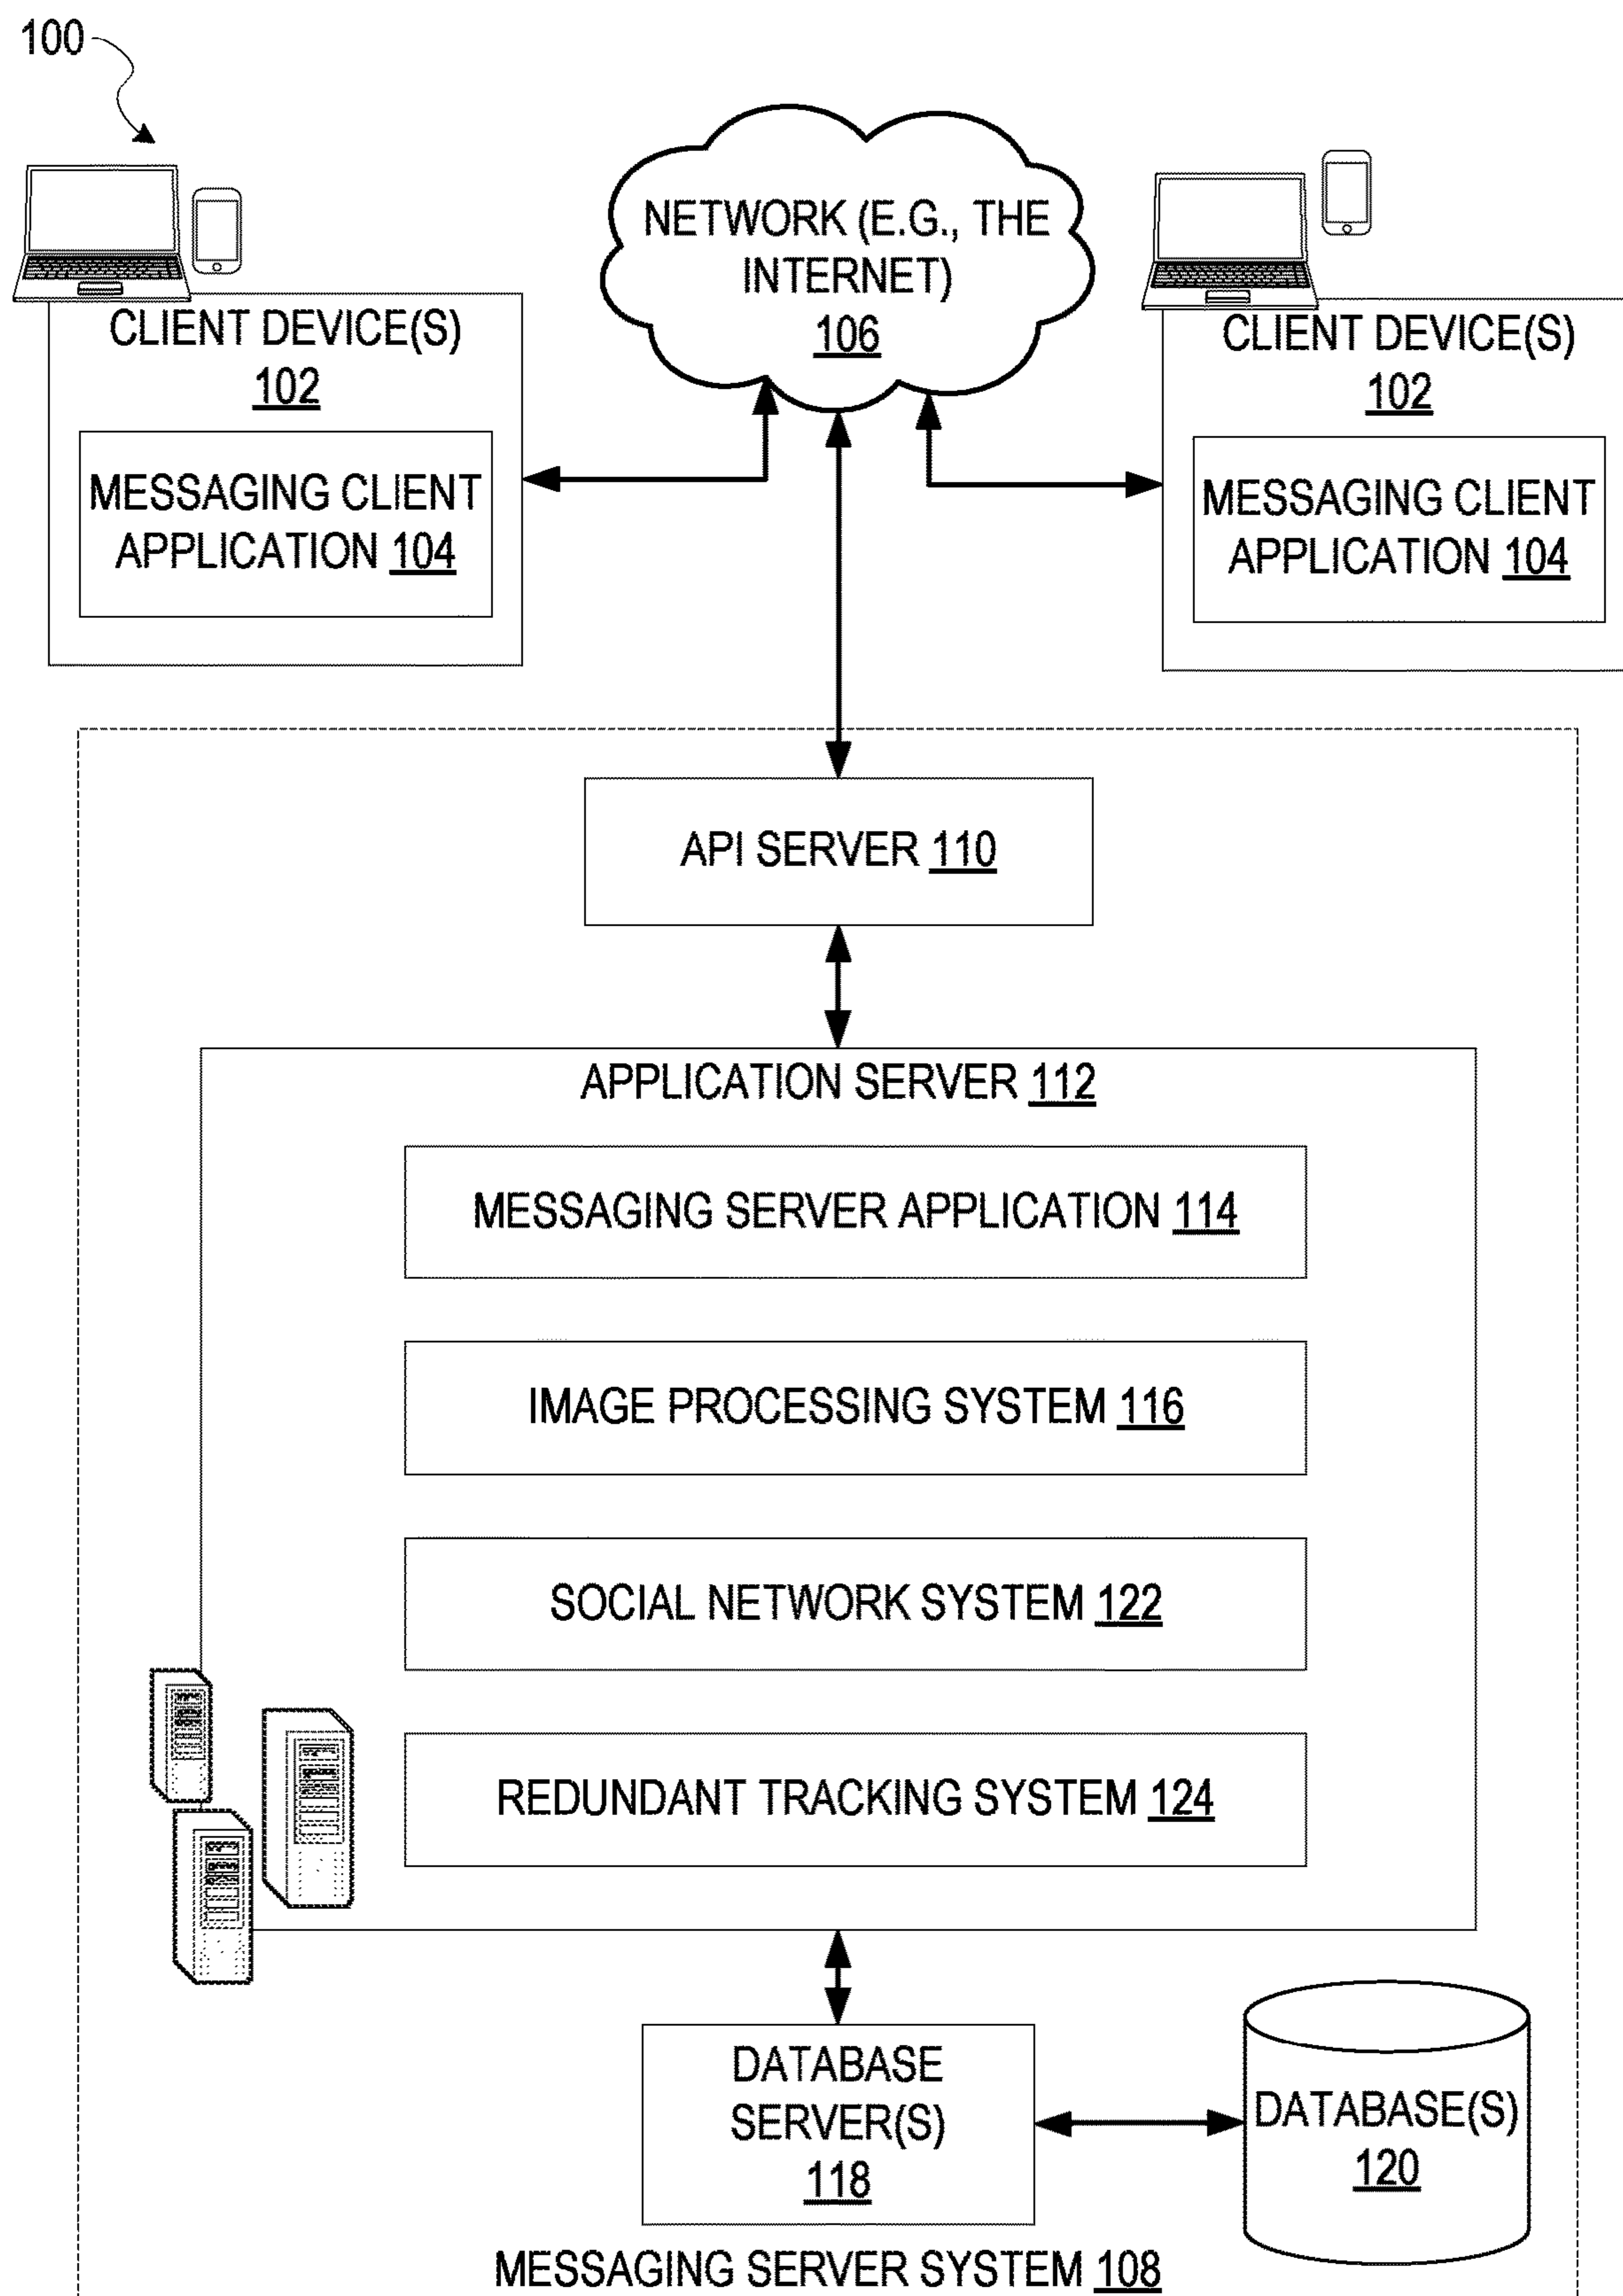 100
NETWORK (E.G., THE
INTERNET)
106
CLIENT DEVICE(S)
102
MESSAGING CLIENT
APPLICATION 104
CLIENT DEVICE(S)
102
MESSAGING CLIENT
APPLICATION 104
API SERVER 110
APPLICATION SERVER 112
MESSAGING SERVER APPLICATION 114
IMAGE PROCESSING SYSTEM 116
SOCIAL NETWORK SYSTEM 122
REDUNDANT TRACKING SYSTEM 124
DATABASE
SERVER(S)
118
DATABASE(S)
120
MESSAGING SERVER SYSTEM 108